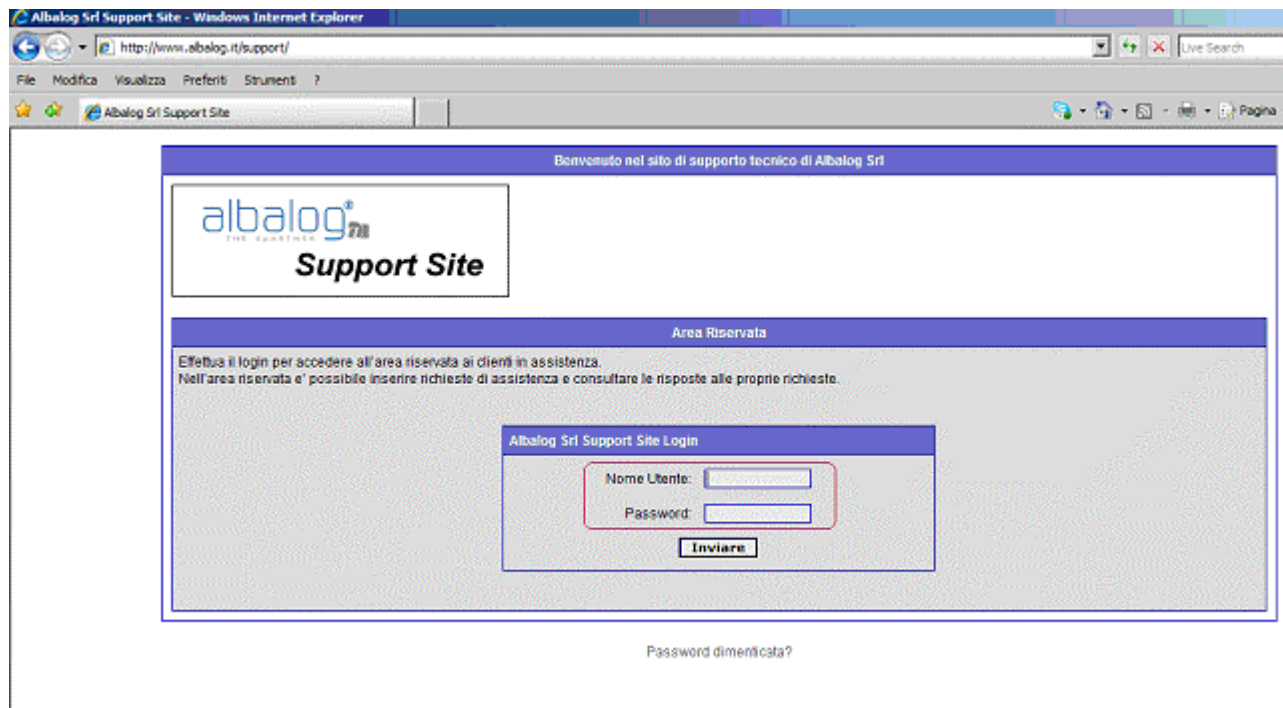 Albalog Srl Support Site - Windows Internet Explorer
http://www.albalog.it/support/
Live Search
File Modifica Visualizza Preferiti Strumenti ?
Albalog Srl Support Site
Pagina
Benvenuto nel sito di supporto tecnico di Albalog Srl
albalog®
Support Site
Area Riservata
Effettua il login per accedere all'area riservata ai clienti in assistenza.
Nell'area riservata e' possibile inserire richieste di assistenza e consultare le risposte alle proprie richieste.
Albalog Srl Support Site Login
Nome Utente:
Password:
Inviare
Password dimenticata?